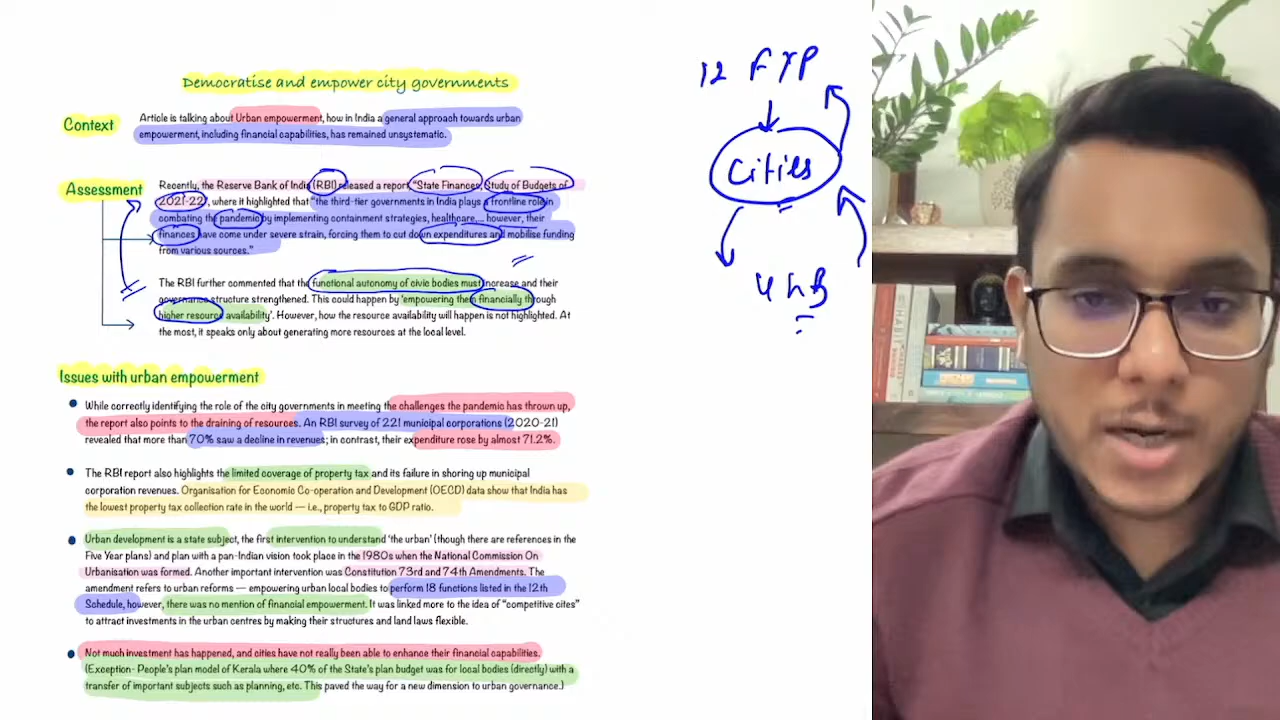 Democratise and empower city governments
Context
Article is talking about Urban empowerment, how in India a general approach towards urban
empowerment, including financial capabilities, has remained unsystematic.
Assessment
Recently, the Reserve Bank of India (RBI) released a report, "State Finances, Study of Budgets of
2021-22", where it highlighted that "the third-tier governments in India plays a frontline role in
combating the pandemic by implementing containment strategies, healthcare,... however, their
finances have come under severe strain, forcing them to cut down expenditures and mobilise funding
from various sources."
The RBI further commented that the functional autonomy of civic bodies must increase and their
governance structure strengthened. This could happen by 'empowering them financially through
higher resource availability'. However, how the resource availability will happen is not highlighted. At
the most, it speaks only about generating more resources at the local level.
Issues with urban empowerment
While correctly identifying the role of the city governments in meeting the challenges the pandemic has thrown up,
the report also points to the draining of resources. An RBI survey of 221 municipal corporations (2020-21)
revealed that more than 70% saw a decline in revenues; in contrast, their expenditure rose by almost 71.2%.
The RBI report also highlights the limited coverage of property tax and its failure in shoring up municipal
corporation revenues. Organisation for Economic Co-operation and Development (OECD) data show that India has
the lowest property tax collection rate in the world — i.e., property tax to GDP ratio.
Urban development is a state subject, the first intervention to understand 'the urban' (though there are references in the
Five Year plans) and plan with a pan-Indian vision took place in the 1980s when the National Commission On
Urbanisation was formed. Another important intervention was Constitution 73rd and 74th Amendments. The
amendment refers to urban reforms — empowering urban local bodies to perform 18 functions listed in the 12th
Schedule, however, there was no mention of financial empowerment. It was linked more to the idea of "competitive cites"
to attract investments in the urban centres by making their structures and land laws flexible.
Not much investment has happened, and cities have not really been able to enhance their financial capabilities.
(Exception- People's plan model of Kerala where 40% of the State's plan budget was for local bodies (directly) with a
transfer of important subjects such as planning, etc. This paved the way for a new dimension to urban governance.)
12 FYP
Cities
HABIT